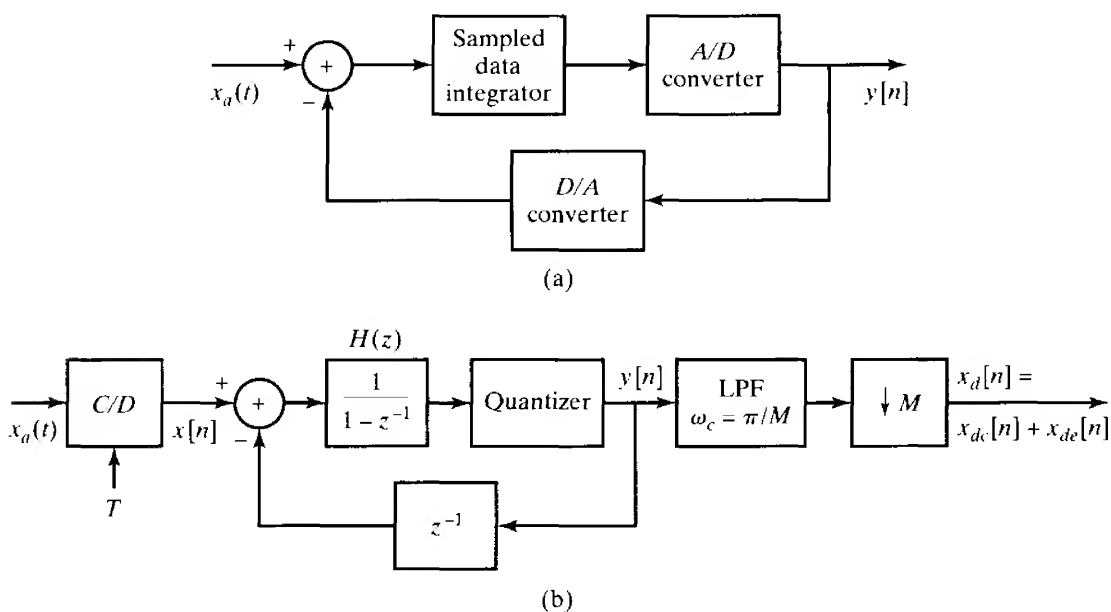 Sampled
data
integrator
A/D
converter
+
+
−
x_a(t)
y[n]
D/A
converter
(a)
H(z)
C/D
1
1 − z^{-1}
Quantizer
y[n]
LPF
ω_c = π/M
↓ M
x_d[n] =
x_{dc}[n] + x_{de}[n]
x_a(t)
x[n]
+
+
−
T
z^{-1}
(b)